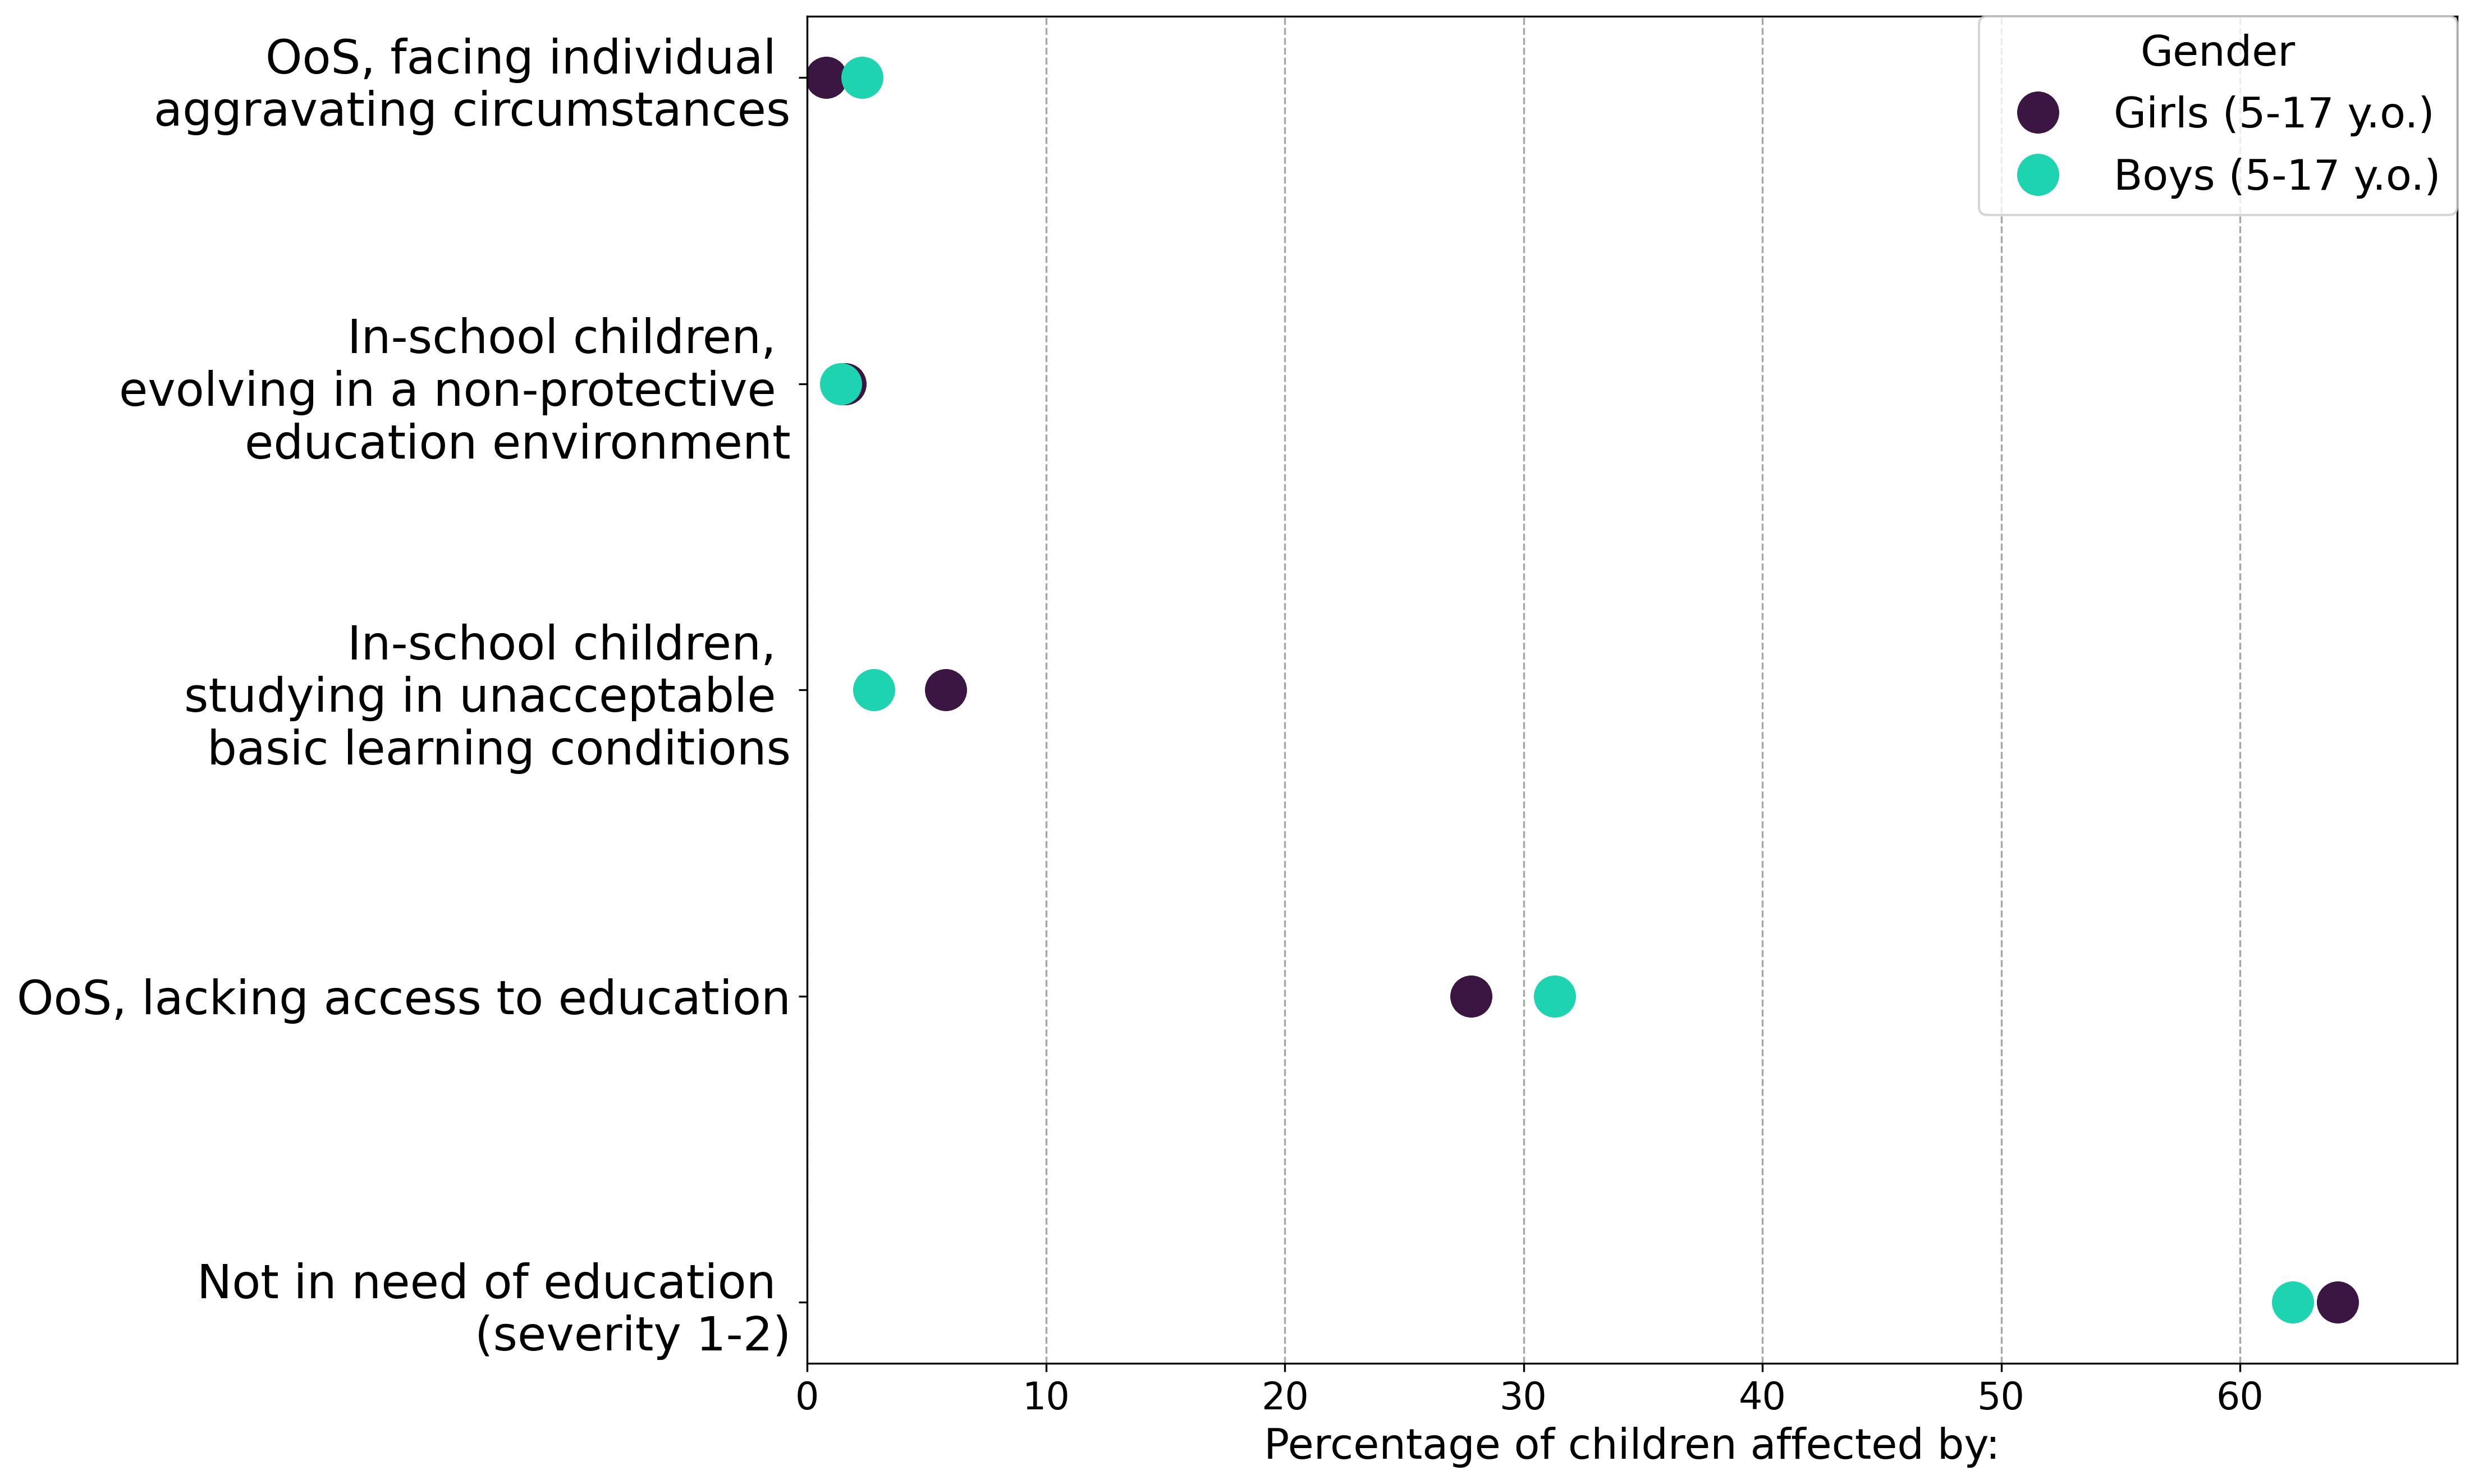 OoS, facing individual
aggravating circumstances
In-school children,
evolving in a non-protective
education environment
In-school children,
studying in unacceptable
basic learning conditions
OoS, lacking access to education
Not in need of education
(severity 1-2)
Gender
Girls (5-17 y.o.)
Boys (5-17 y.o.)
0 10 20 30 40 50 60
Percentage of children affected by: